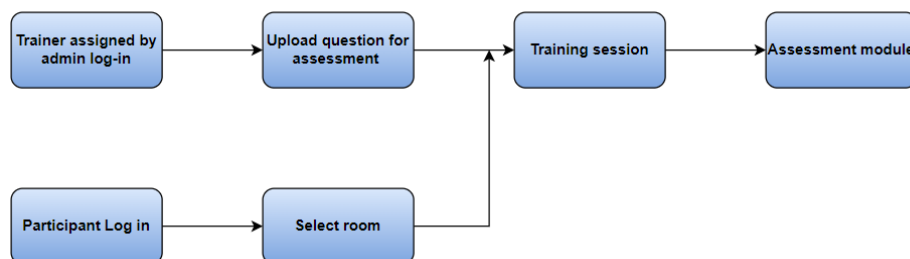 Trainer assigned by
admin log-in
Upload question for
assessment
Training session
Assessment module
Participant Log in
Select room